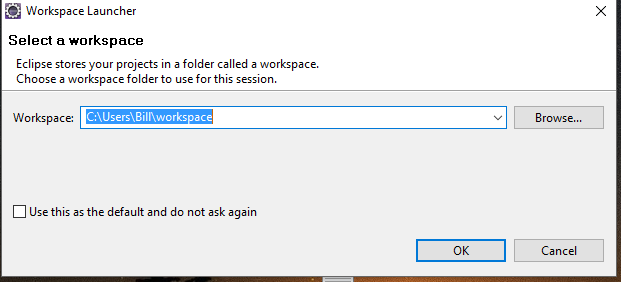 Workspace Launcher
Select a workspace
Eclipse stores your projects in a folder called a workspace.
Choose a workspace folder to use for this session.
Workspace: C:\Users\Bill\workspace Browse...
Use this as the default and do not ask again
OK Cancel